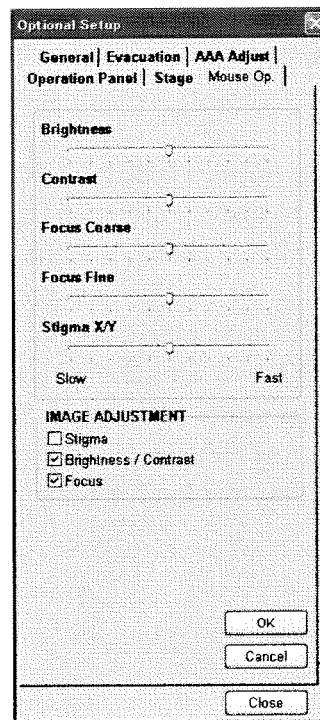 Optional Setup
General | Evacuation | AAA Adjust |
Operation Panel | Stage Mouse Op. |
Brightness
Contrast
Focus Coarse
Focus Fine
Stigma X/Y
Slow Fast
IMAGE ADJUSTMENT
Stigma
Brightness / Contrast
Focus
OK
Cancel
Close